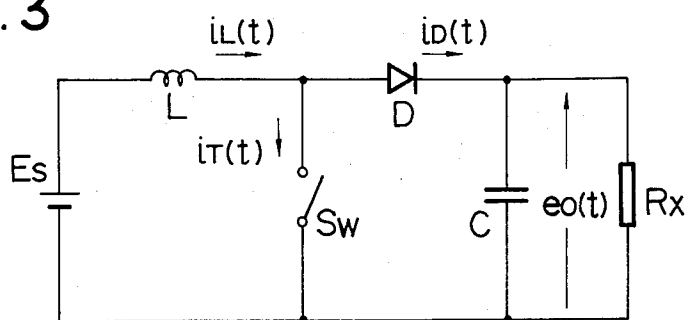 . 3
iL(t)
iD(t)
L
D
iT(t)
Es
Sw
C
eo(t)
Rx